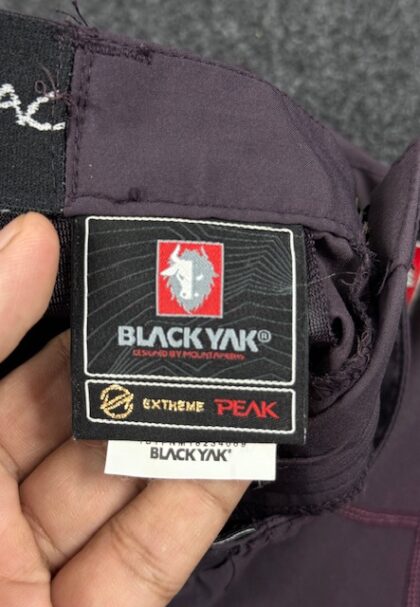 BLACKYAK®
DESIGNED BY MOUNTAINEERS
EXTREME PEAK
BLACKYAK®